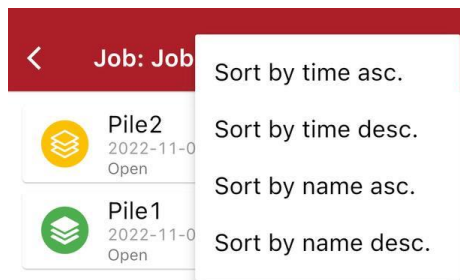 Job: Job
Sort by time asc.
Pile2
2022-11-0
Sort by time desc.
Open
Sort by name asc.
Pile1
2022-11-0
Sort by name desc.
Open